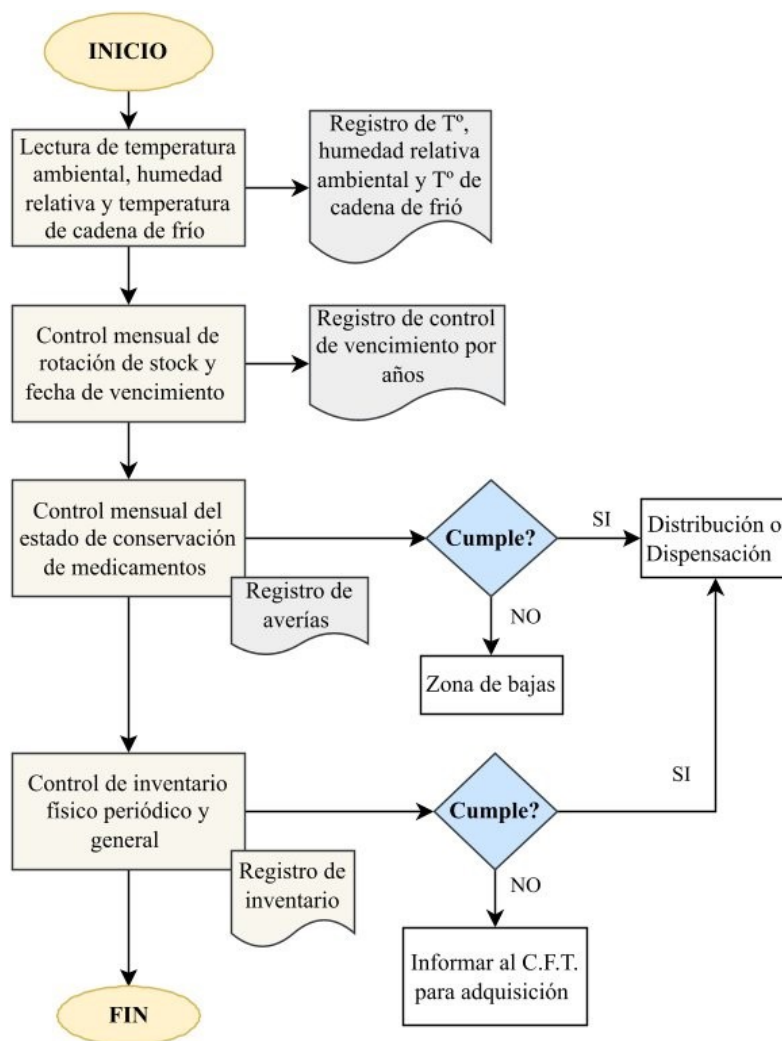 INICIO
Lectura de temperatura
ambiental, humedad
relativa y temperatura
de cadena de frío
Registro de Tº,
humedad relativa
ambiental y Tº de
cadena de frió
Control mensual de
rotación de stock y
fecha de vencimiento
Registro de control
de vencimiento por
años
Control mensual del
estado de conservación
de medicamentos
Registro de
averías
Cumple?
SI
Distribución o
Dispensación
NO
Zona de bajas
Control de inventario
físico periódico y
general
Registro de
inventario
Cumple?
SI
NO
Informar al C.F.T.
para adquisición
FIN